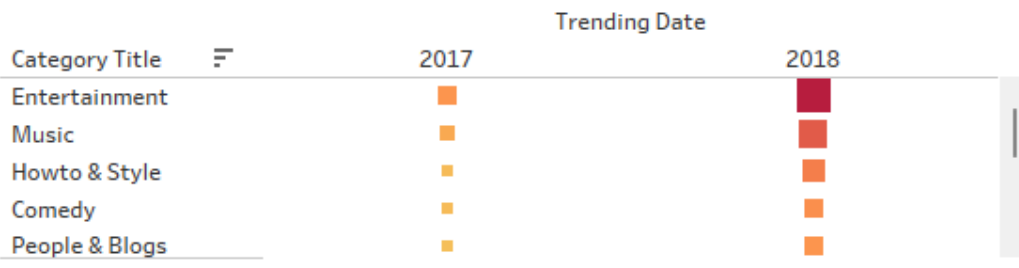 Trending Date
Category Title 2017 2018
Entertainment
Music
Howto & Style
Comedy
People & Blogs